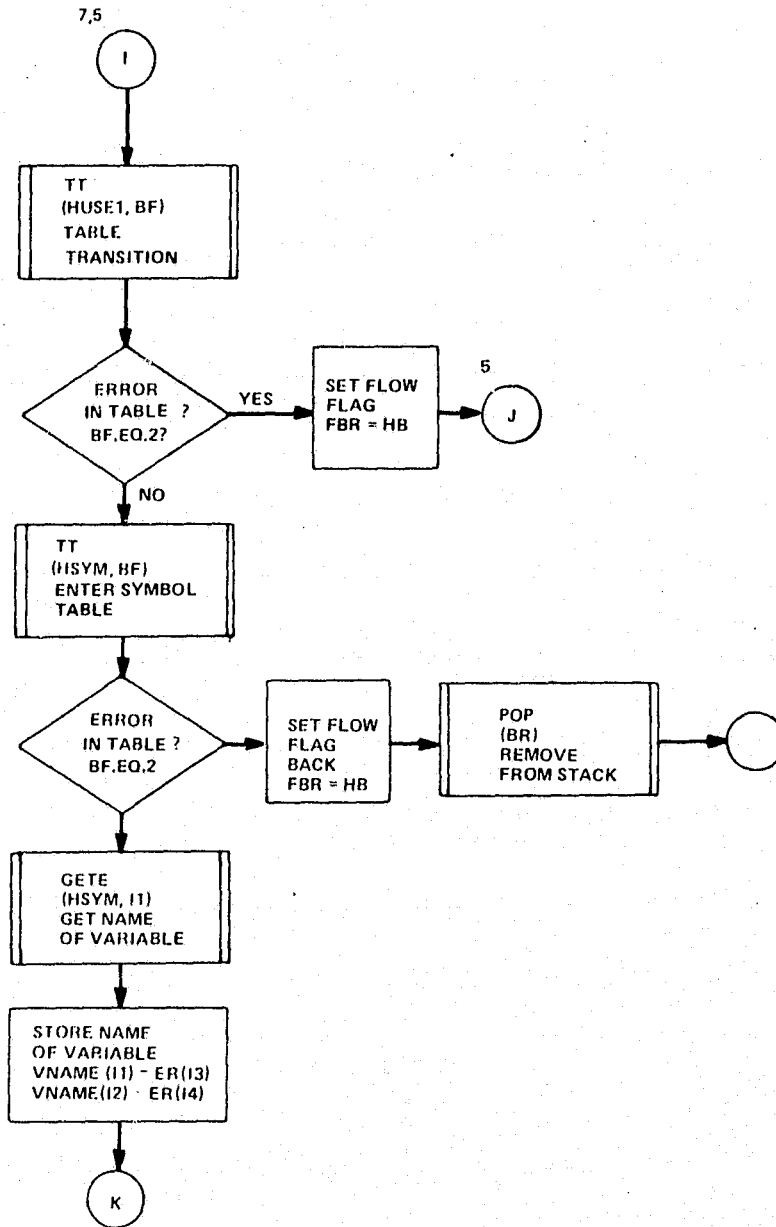 7,5
I
TT
(HUSE1, BF)
TABLE
TRANSITION
ERROR
IN TABLE ?
BF.EQ.2?
YES
SET FLOW
FLAG
FBR = HB
5
J
NO
TT
(HSYM, BF)
ENTER SYMBOL
TABLE
ERROR
IN TABLE ?
BF.EQ.2
SET FLOW
FLAG
BACK
FBR = HB
POP
(BR)
REMOVE
FROM STACK
GETE
(HSYM, I1)
GET NAME
OF VARIABLE
STORE NAME
OF VARIABLE
VNAME (I1) - ER(I3)
VNAME(I2) - ER(I4)
K